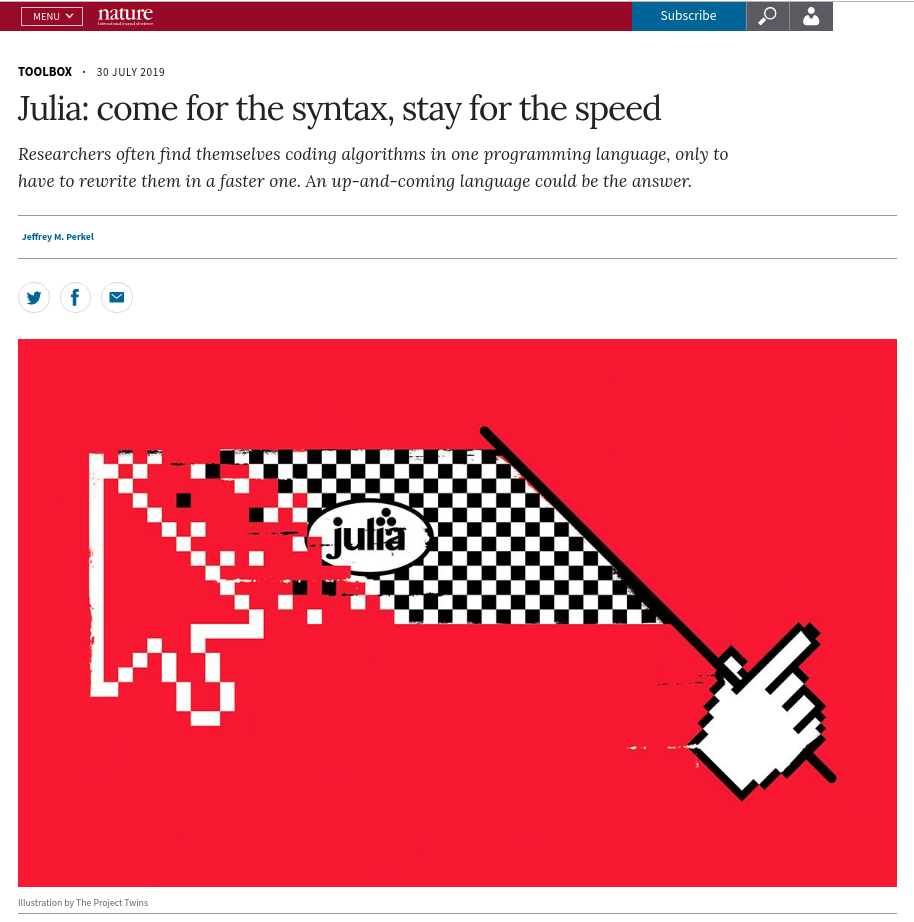 MENU
nature
International journal of science
Subscribe
TOOLBOX · 30 JULY 2019
Julia: come for the syntax, stay for the speed
Researchers often find themselves coding algorithms in one programming language, only to
have to rewrite them in a faster one. An up-and-coming language could be the answer.
Jeffrey M. Perkel
julia
Illustration by The Project Twins